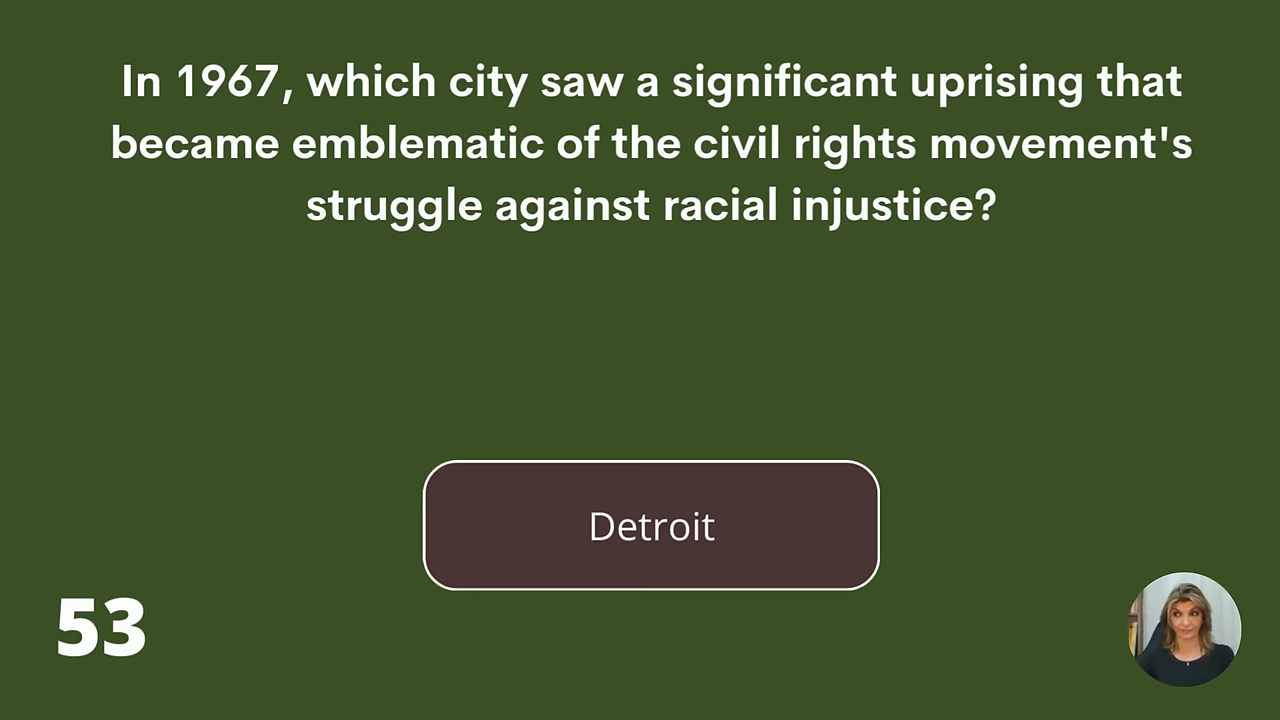 In 1967, which city saw a significant uprising that
became emblematic of the civil rights movement's
struggle against racial injustice?
Detroit
53